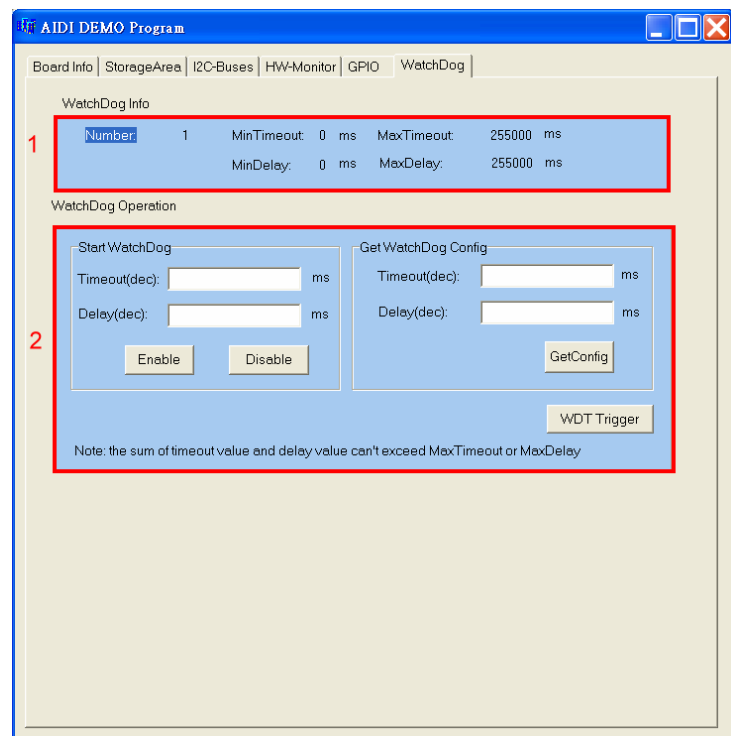 AIDI DEMO Program
Board Info StorageArea I2C-Buses HW-Monitor GPIO WatchDog
WatchDog Info
1
Number: 1 MinTimeout: 0 ms MaxTimeout: 255000 ms
MinDelay: 0 ms MaxDelay: 255000 ms
WatchDog Operation
2
Start WatchDog
Timeout(dec): ms
Delay(dec): ms
Enable Disable
Get WatchDog Config
Timeout(dec): ms
Delay(dec): ms
GetConfig
WDT Trigger
Note: the sum of timeout value and delay value can't exceed MaxTimeout or MaxDelay